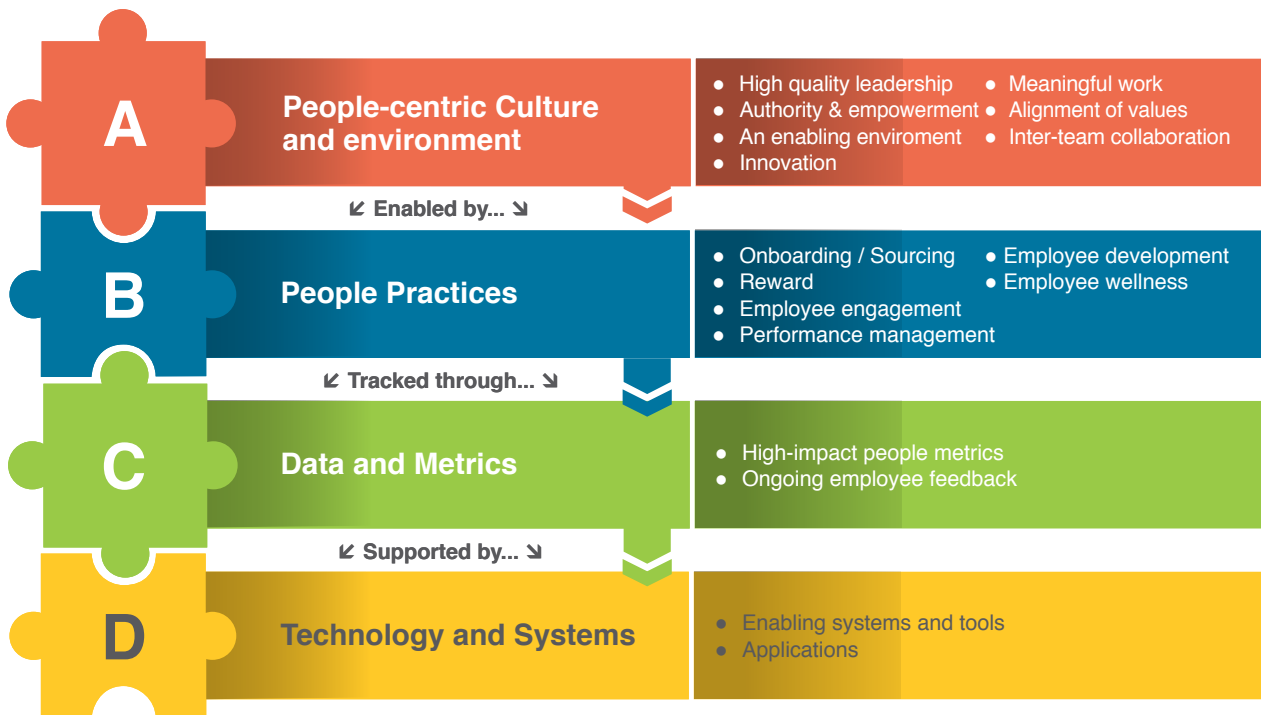 A
People-centric Culture
and environment
● High quality leadership
● Authority & empowerment
● An enabling enviroment
● Innovation
● Meaningful work
● Alignment of values
● Inter-team collaboration
↙ Enabled by... ↘
B
People Practices
● Onboarding / Sourcing
● Reward
● Employee engagement
● Performance management
● Employee development
● Employee wellness
↙ Tracked through... ↘
C
Data and Metrics
● High-impact people metrics
● Ongoing employee feedback
↙ Supported by... ↘
D
Technology and Systems
● Enabling systems and tools
● Applications